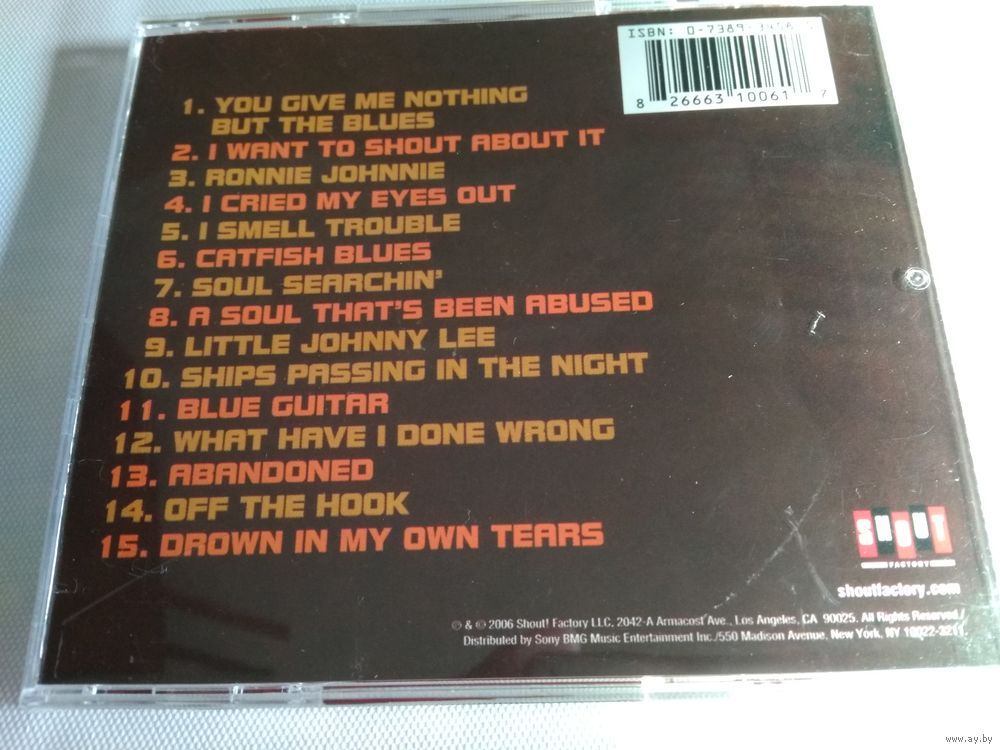 ISBN: 0-7389-
8 26663 10061 7
1. YOU GIVE ME NOTHING
BUT THE BLUES
2. I WANT TO SHOUT ABOUT IT
3. RONNIE JOHNNIE
4. I CRIED MY EYES OUT
5. I SMELL TROUBLE
6. CATFISH BLUES
7. SOUL SEARCHIN'
8. A SOUL THAT'S BEEN ABUSED
9. LITTLE JOHNNY LEE
10. SHIPS PASSING IN THE NIGHT
11. BLUE GUITAR
12. WHAT HAVE I DONE WRONG
13. ABANDONED
14. OFF THE HOOK
15. DROWN IN MY OWN TEARS
SHOUT
FACTORY
shoutfactory.com
℗ & © 2006 Shout! Factory LLC, 2042-A Armacost Ave., Los Angeles, CA 90025. All Rights Reserved./
Distributed by Sony BMG Music Entertainment Inc./550 Madison Avenue, New York, NY 10022-3211.
www.ay.by